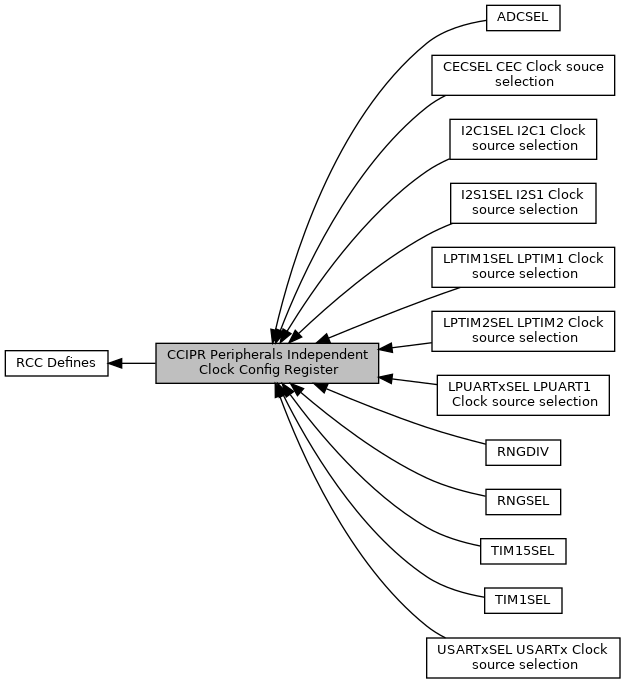 ADCSEL
CECSEL CEC Clock souce
selection
I2C1SEL I2C1 Clock
source selection
I2S1SEL I2S1 Clock
source selection
LPTIM1SEL LPTIM1 Clock
source selection
LPTIM2SEL LPTIM2 Clock
source selection
RCC Defines
CCIPR Peripherals Independent
Clock Config Register
LPUARTxSEL LPUART1
Clock source selection
RNGDIV
RNGSEL
TIM15SEL
TIM1SEL
USARTxSEL USARTx Clock
source selection